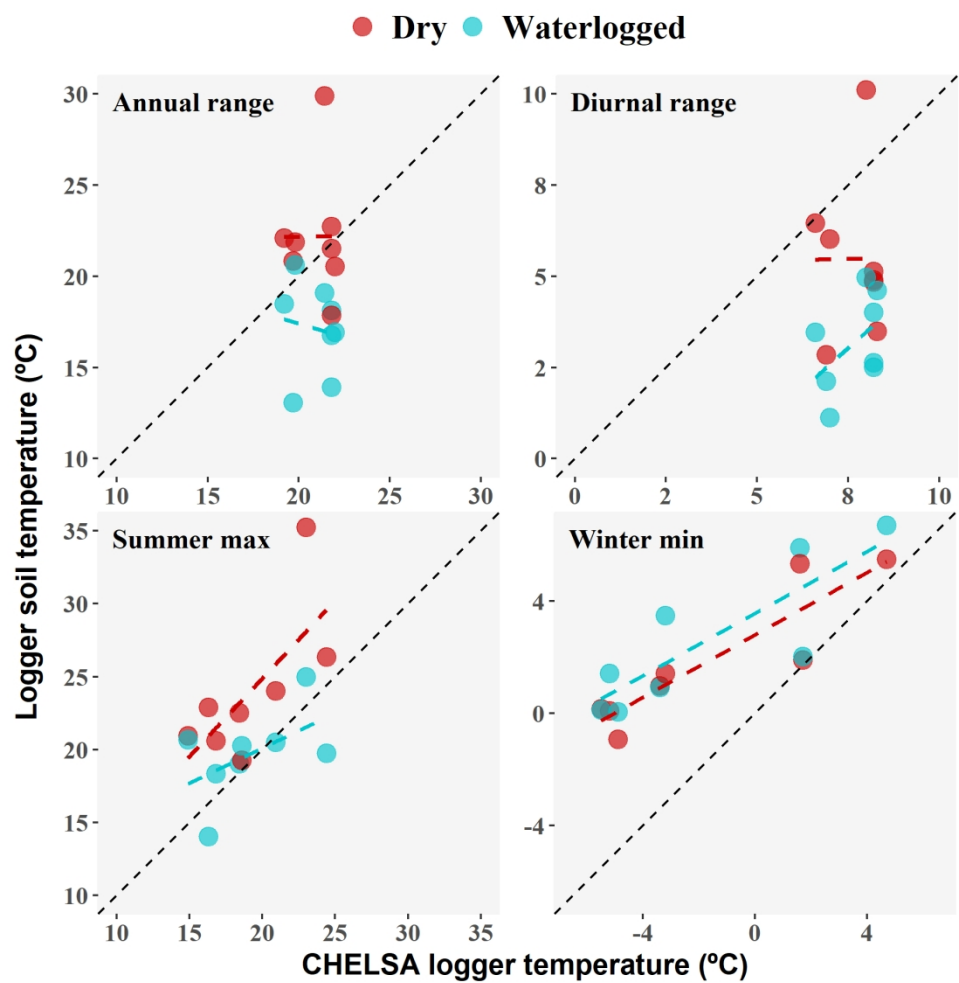 Dry Waterlogged
Annual range
30
25
20
15
10
10 15 20 25 30
Diurnal range
10
8
5
2
0
0 2 5 8 10
Summer max
35
30
25
20
15
10
10 15 20 25 30 35
Winter min
4
0
-4
-4 0 4
Logger soil temperature (ºC)
CHELSA logger temperature (ºC)